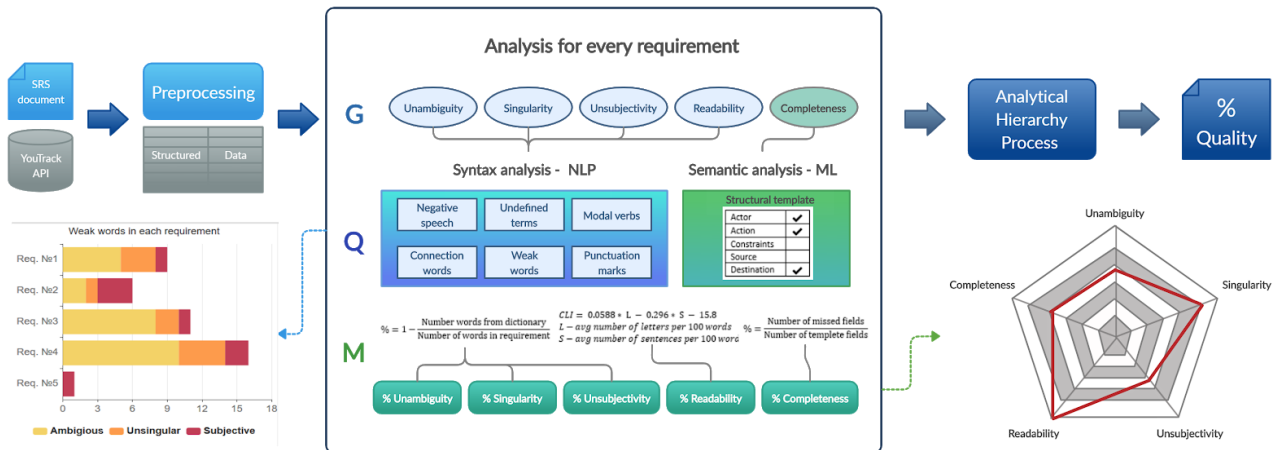 SRS
document
YouTrack
API
Preprocessing
Structured Data
Analysis for every requirement
G
Unambiguity Singularity Unsubjectivity Readability Completeness
Syntax analysis - NLP
Semantic analysis - ML
Q
Negative
speech
Undefined
terms
Modal verbs
Connection
words
Weak
words
Punctuation
marks
Structural template
Actor ✔
Action ✔
Constraints
Source
Destination ✔
M
% = 1 − Number words from dictionary
Number of words in requirement
CLI = 0.0588 * L − 0.296 * S − 15.8
L − avg number of letters per 100 words
S − avg number of sentences per 100 word
% = Number of missed fields
Number of templete fields
% Unambiguity % Singularity % Unsubjectivity % Readability % Completeness
Analytical
Hierarchy
Process
%
Quality
Weak words in each requirement
Req. №1
Req. №2
Req. №3
Req. №4
Req. №5
0 3 6 9 12 15 18
Ambigious Unsingular Subjective
Unambiguity
Completeness
Singularity
Readability
Unsubjectivity